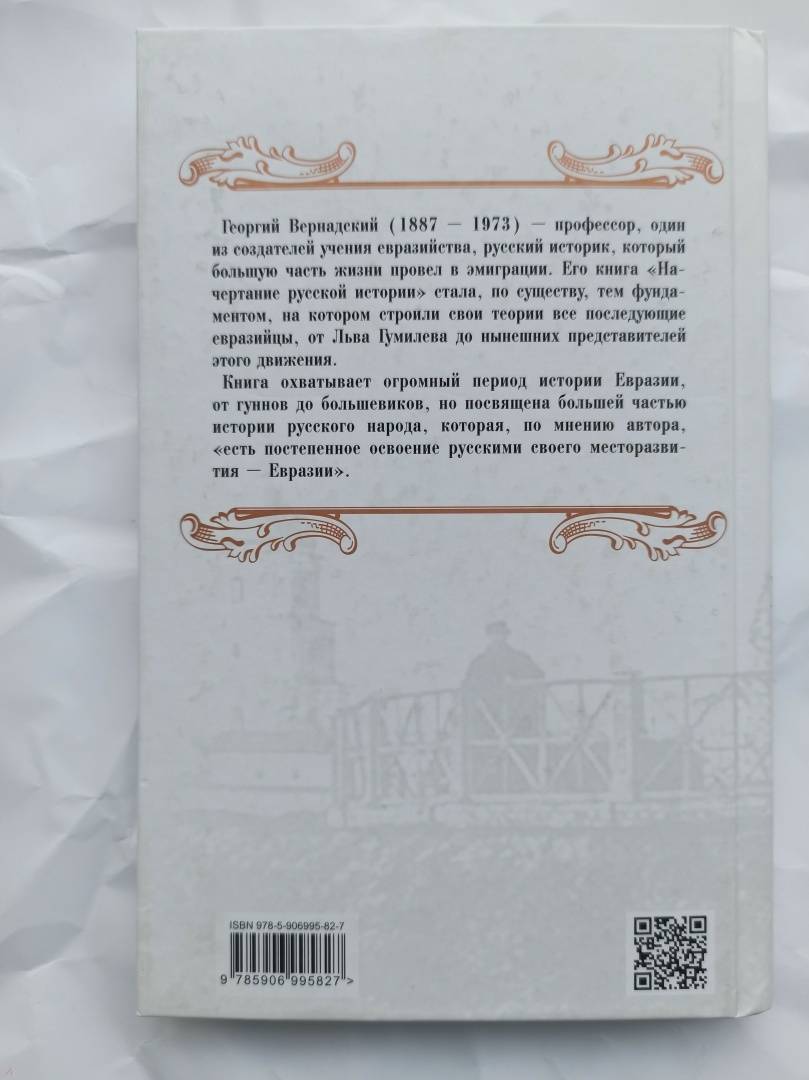 Георгий Вернадский (1887 — 1973) — профессор, один
из создателей учения евразийства, русский историк, который
большую часть жизни провел в эмиграции. Его книга «На-
чертание русской истории» стала, по существу, тем фунда-
ментом, на котором строили свои теории все последующие
евразийцы, от Льва Гумилева до нынешних представителей
этого движения.
Книга охватывает огромный период истории Евразии,
от гуннов до большевиков, но посвящена большей частью
истории русского народа, которая, по мнению автора,
«есть постепенное освоение русскими своего месторазви-
тия — Евразии».
ISBN 978-5-906995-82-7
9 785906 995827 >